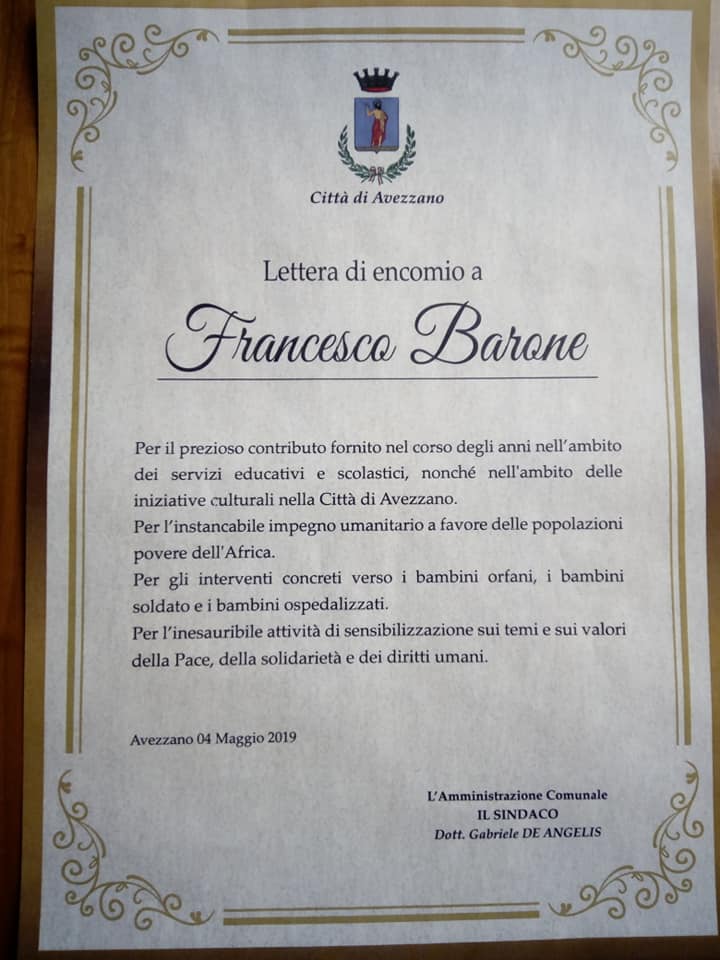 Città di Avezzano
Lettera di encomio a
Francesco Barone
Per il prezioso contributo fornito nel corso degli anni nell'ambito
dei servizi educativi e scolastici, nonché nell'ambito delle
iniziative culturali nella Città di Avezzano.
Per l'instancabile impegno umanitario a favore delle popolazioni
povere dell'Africa.
Per gli interventi concreti verso i bambini orfani, i bambini
soldato e i bambini ospedalizzati.
Per l'inesauribile attività di sensibilizzazione sui temi e sui valori
della Pace, della solidarietà e dei diritti umani.
Avezzano 04 Maggio 2019
L'Amministrazione Comunale
IL SINDACO
Dott. Gabriele DE ANGELIS